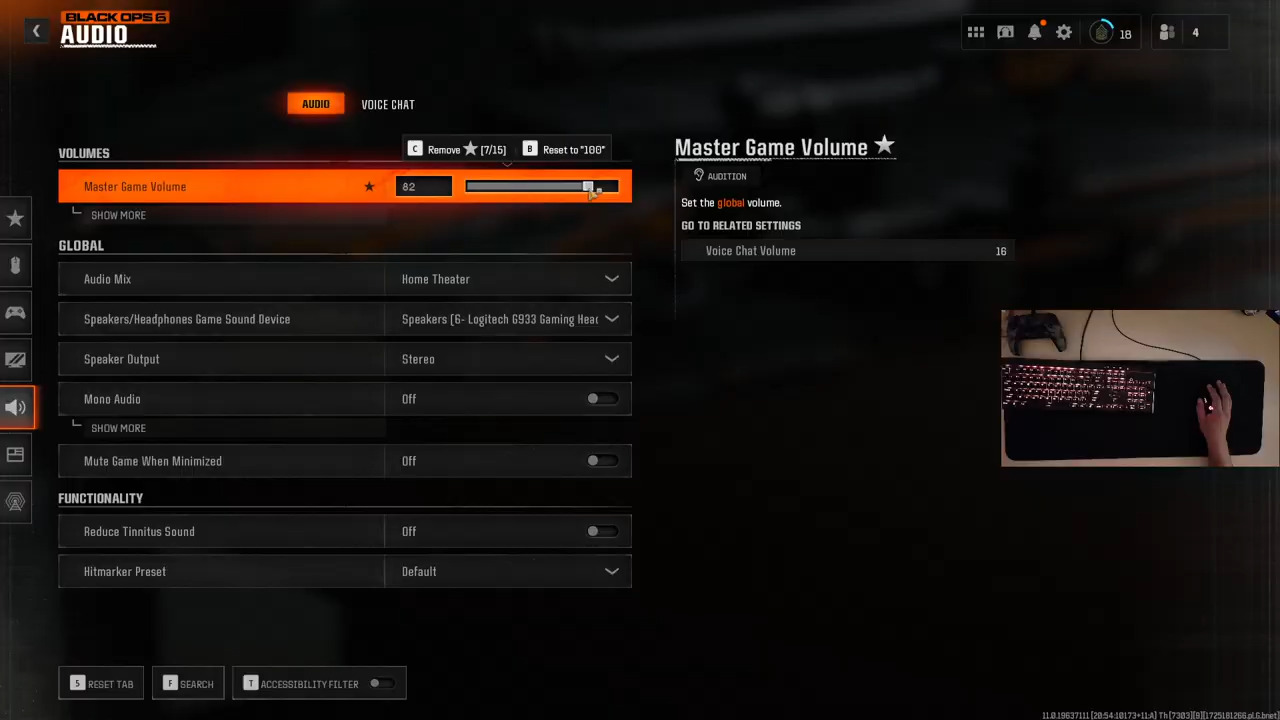 BLACK OPS 6
AUDIO
18
4
AUDIO
VOICE CHAT
VOLUMES
C Remove ★ [7/15] B Reset to "100"
Master Game Volume ★ 82
SHOW MORE
GLOBAL
Audio Mix Home Theater
Speakers/Headphones Game Sound Device Speakers [6- Logitech G933 Gaming Head
Speaker Output Stereo
Mono Audio Off
SHOW MORE
Mute Game When Minimized Off
FUNCTIONALITY
Reduce Tinnitus Sound Off
Hitmarker Preset Default
Master Game Volume ★
AUDITION
Set the global volume.
GO TO RELATED SETTINGS
Voice Chat Volume 16
5 RESET TAB
F SEARCH
T ACCESSIBILITY FILTER